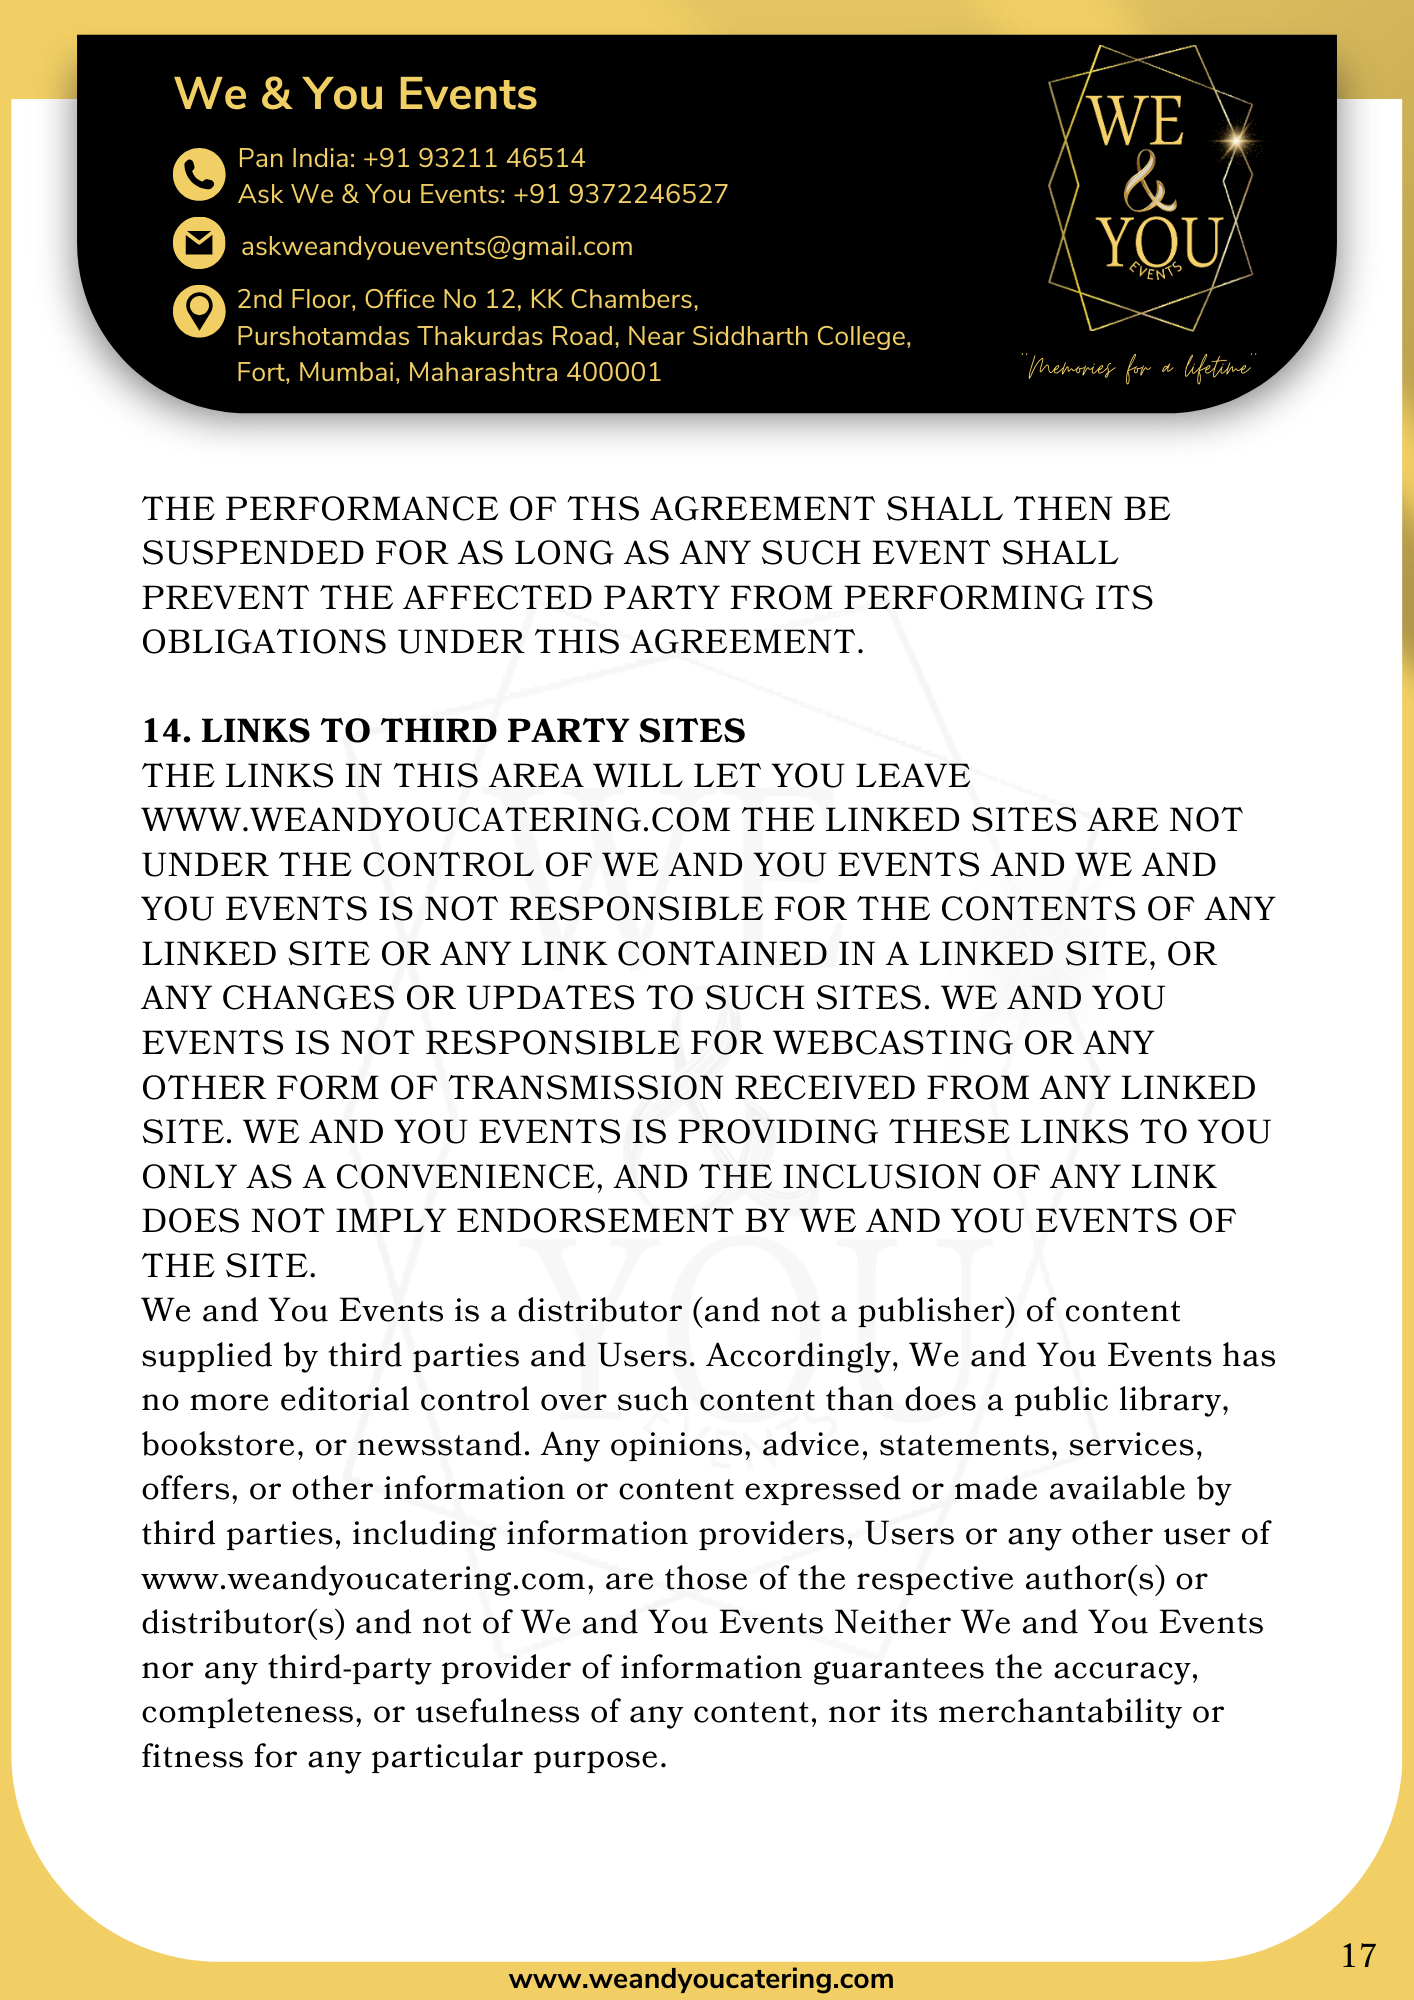 We & You Events
Pan India: +91 93211 46514
Ask We & You Events: +91 9372246527
askweandyouevents@gmail.com
2nd Floor, Office No 12, KK Chambers,
Purshotamdas Thakurdas Road, Near Siddharth College,
Fort, Mumbai, Maharashtra 400001
WE
&
YOU
EVENTS
"Memories for a lifetime"
THE PERFORMANCE OF THS AGREEMENT SHALL THEN BE
SUSPENDED FOR AS LONG AS ANY SUCH EVENT SHALL
PREVENT THE AFFECTED PARTY FROM PERFORMING ITS
OBLIGATIONS UNDER THIS AGREEMENT.
14. LINKS TO THIRD PARTY SITES
THE LINKS IN THIS AREA WILL LET YOU LEAVE
WWW.WEANDYOUCATERING.COM THE LINKED SITES ARE NOT
UNDER THE CONTROL OF WE AND YOU EVENTS AND WE AND
YOU EVENTS IS NOT RESPONSIBLE FOR THE CONTENTS OF ANY
LINKED SITE OR ANY LINK CONTAINED IN A LINKED SITE, OR
ANY CHANGES OR UPDATES TO SUCH SITES. WE AND YOU
EVENTS IS NOT RESPONSIBLE FOR WEBCASTING OR ANY
OTHER FORM OF TRANSMISSION RECEIVED FROM ANY LINKED
SITE. WE AND YOU EVENTS IS PROVIDING THESE LINKS TO YOU
ONLY AS A CONVENIENCE, AND THE INCLUSION OF ANY LINK
DOES NOT IMPLY ENDORSEMENT BY WE AND YOU EVENTS OF
THE SITE.
We and You Events is a distributor (and not a publisher) of content
supplied by third parties and Users. Accordingly, We and You Events has
no more editorial control over such content than does a public library,
bookstore, or newsstand. Any opinions, advice, statements, services,
offers, or other information or content expressed or made available by
third parties, including information providers, Users or any other user of
www.weandyoucatering.com, are those of the respective author(s) or
distributor(s) and not of We and You Events Neither We and You Events
nor any third-party provider of information guarantees the accuracy,
completeness, or usefulness of any content, nor its merchantability or
fitness for any particular purpose.
WE
&
YOU
EVENTS
17
www.weandyoucatering.com